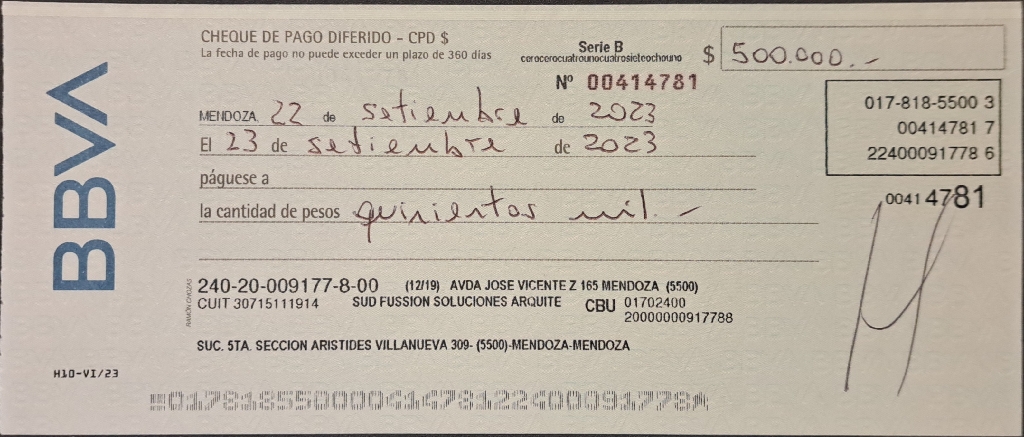 BBVA
CHEQUE DE PAGO DIFERIDO - CPD $
La fecha de pago no puede exceder un plazo de 360 días
Serie B
cerocerocuatrounocuatrosieteochouno
Nº 00414781
$ 500.000.-
MENDOZA. 22 de setiembre de 2023
El 23 de setiembre de 2023
páguese a
la cantidad de pesos quinientos mil.-
017-818-5500 3
00414781 7
22400091778 6
00414781
240-20-009177-8-00 (12/19) AVDA JOSE VICENTE Z 165 MENDOZA (5500)
CUIT 30715111914 SUD FUSSION SOLUCIONES ARQUITE CBU 01702400
20000000917788
SUC. 5TA. SECCION ARISTIDES VILLANUEVA 309- (5500)-MENDOZA-MENDOZA
RAMÓN CHOZAS
H10-VI/23
01781855000041478122400091778